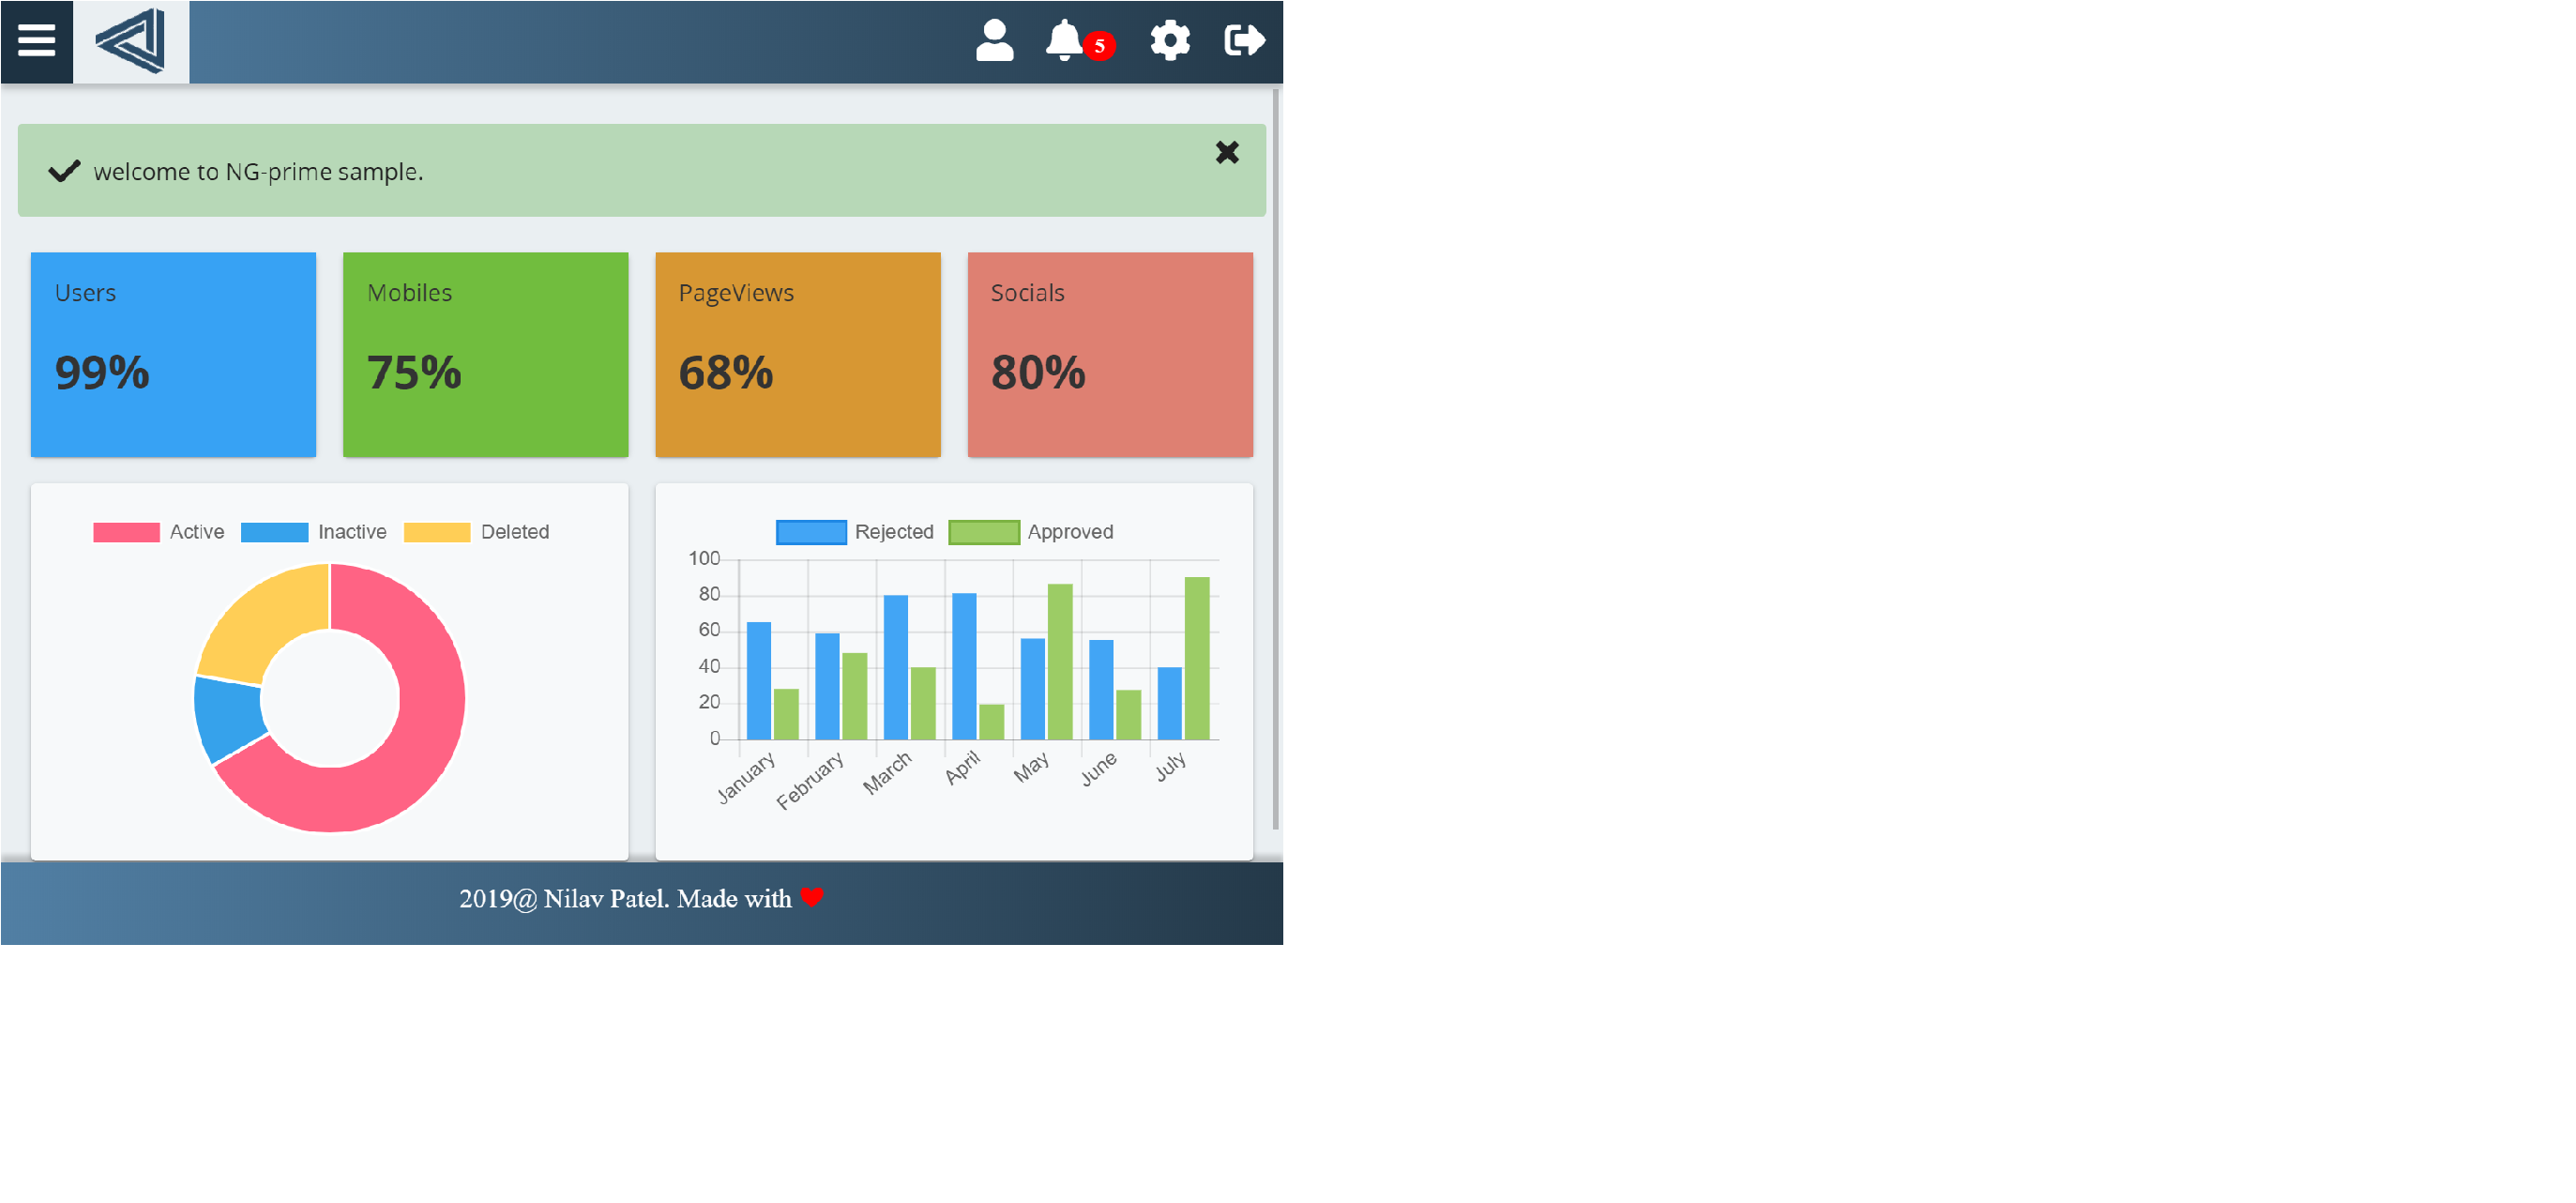 5
welcome to NG-prime sample.
Users
Mobiles
PageViews
Socials
99%
75%
68%
80%
Active
Inactive
Deleted
Rejected
Approved
100
80
60
40
20
0
January
February
March
April
May
June
July
2019@ Nilav Patel. Made with